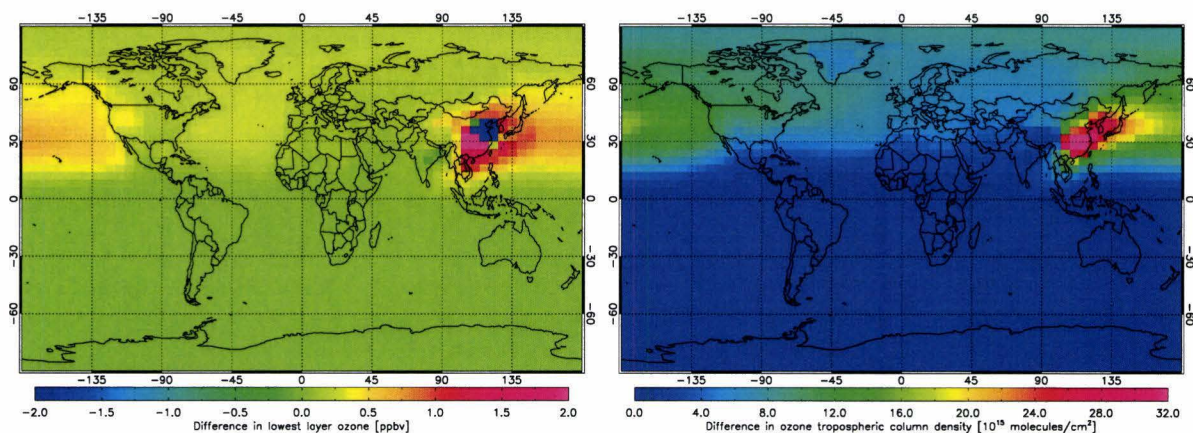 -135 -90 -45 0 45 90 135
-135 -90 -45 0 45 90 135
60 60 60 60
30 30 30 30
0 0 0 0
-30 -30 -30 -30
-60 -60 -60 -60
-135 -90 -45 0 45 90 135
-135 -90 -45 0 45 90 135
-2.0 -1.5 -1.0 -0.5 0.0 0.5 1.0 1.5 2.0
0.0 4.0 8.0 12.0 16.0 20.0 24.0 28.0 32.0
Difference in lowest layer ozone [ppbv]
Difference in ozone tropospheric column density [10¹⁵ molecules/cm²]